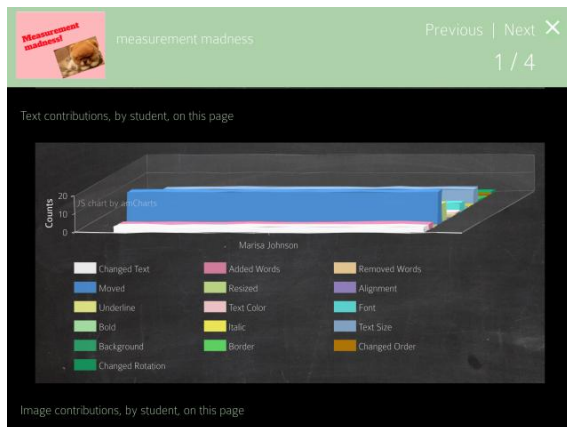 Measurement
madness!
measurement madness
Previous | Next ✕
1 / 4
Text contributions, by student, on this page
Counts
20
10
0
JS chart by amCharts
Marisa Johnson
Changed Text Added Words Removed Words
Moved Resized Alignment
Underline Text Color Font
Bold Italic Text Size
Background Border Changed Order
Changed Rotation
Image contributions, by student, on this page